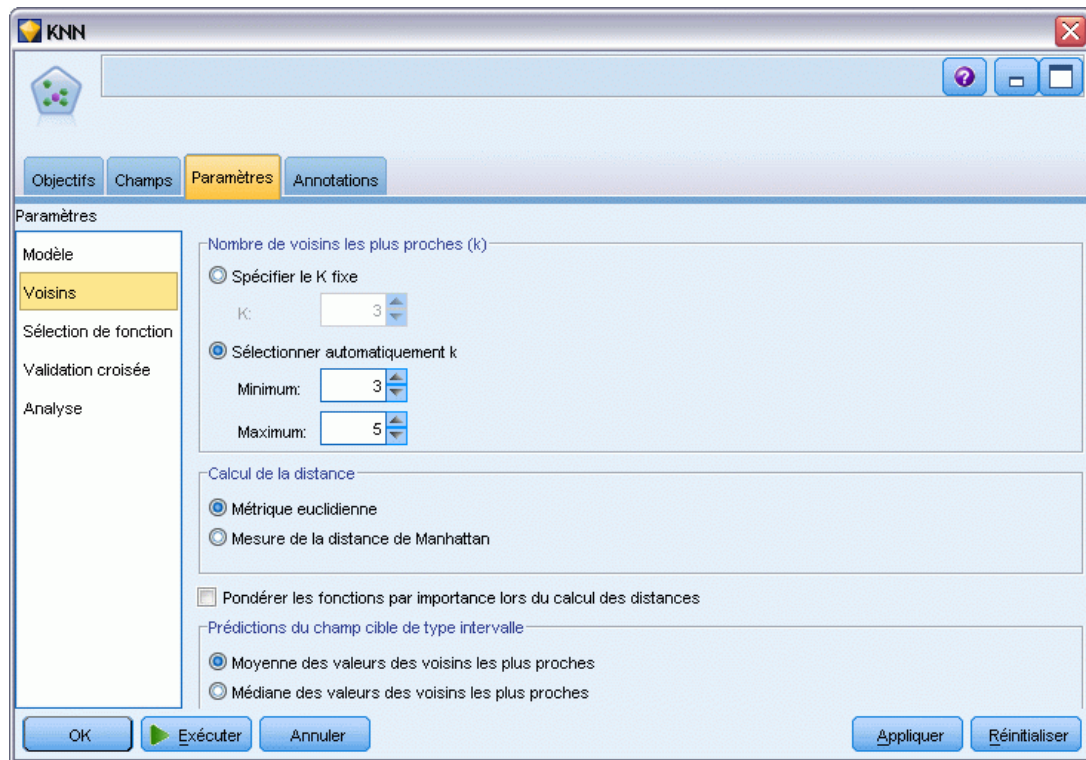 KNN
Objectifs Champs Paramètres Annotations
Paramètres
Modèle
Voisins
Sélection de fonction
Validation croisée
Analyse
Nombre de voisins les plus proches (k)
Spécifier le K fixe
K: 3
Sélectionner automatiquement k
Minimum: 3
Maximum: 5
Calcul de la distance
Métrique euclidienne
Mesure de la distance de Manhattan
Pondérer les fonctions par importance lors du calcul des distances
Prédictions du champ cible de type intervalle
Moyenne des valeurs des voisins les plus proches
Médiane des valeurs des voisins les plus proches
OK Exécuter Annuler Appliquer Réinitialiser